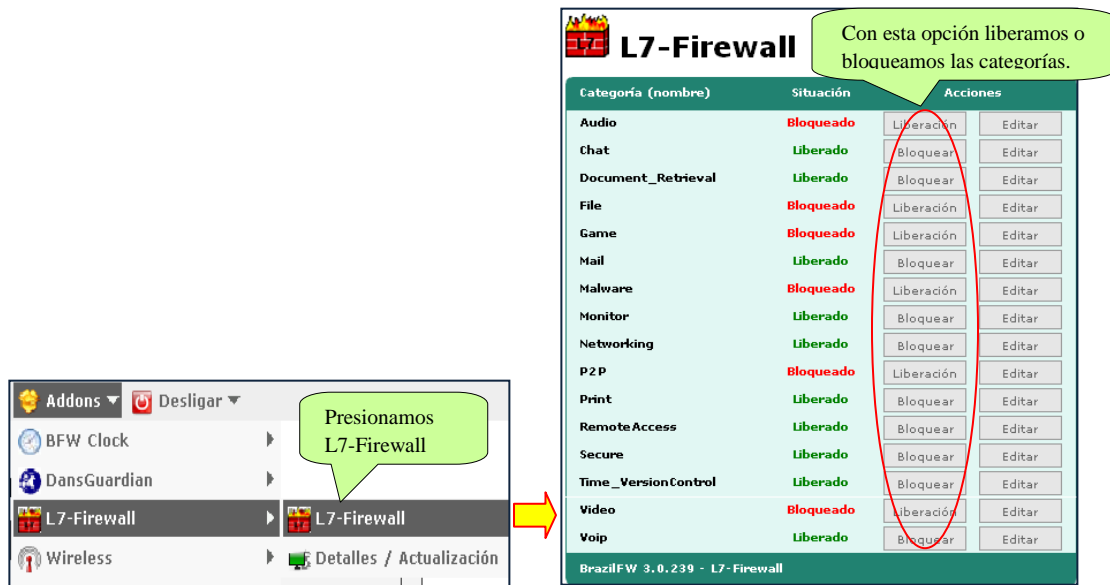 L7-Firewall
Con esta opción liberamos o
bloqueamos las categorías.
Categoría (nombre) Situación Acciones
Audio Bloqueado Liberación Editar
Chat Liberado Bloquear Editar
Document_Retrieval Liberado Bloquear Editar
File Bloqueado Liberación Editar
Game Bloqueado Liberación Editar
Mail Liberado Bloquear Editar
Malware Bloqueado Liberación Editar
Monitor Liberado Bloquear Editar
Networking Liberado Bloquear Editar
P2P Bloqueado Liberación Editar
Print Liberado Bloquear Editar
RemoteAccess Liberado Bloquear Editar
Secure Liberado Bloquear Editar
Time_VersionControl Liberado Bloquear Editar
Video Bloqueado Liberación Editar
Voip Liberado Bloquear Editar
BrazilFW 3.0.239 - L7-Firewall
Addons Desligar
Presionamos
L7-Firewall
BFW Clock
DansGuardian
L7-Firewall L7-Firewall
Wireless Detalles / Actualización